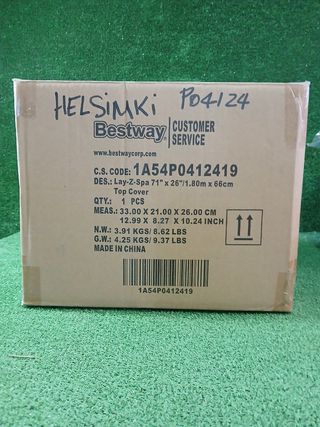 HELSIMKI P04124
Bestway® CUSTOMER SERVICE
www.bestwaycorp.com
C.S. CODE: 1A54P0412419
DES.: Lay-Z-Spa 71" x 26"/1.80m x 66cm
Top Cover
QTY.: 1 PCS
MEAS.: 33.00 X 21.00 X 26.00 CM
12.99 X 8.27 X 10.24 INCH
N.W.: 3.91 KGS/ 8.62 LBS
G.W.: 4.25 KGS/ 9.37 LBS
MADE IN CHINA
1A54P0412419